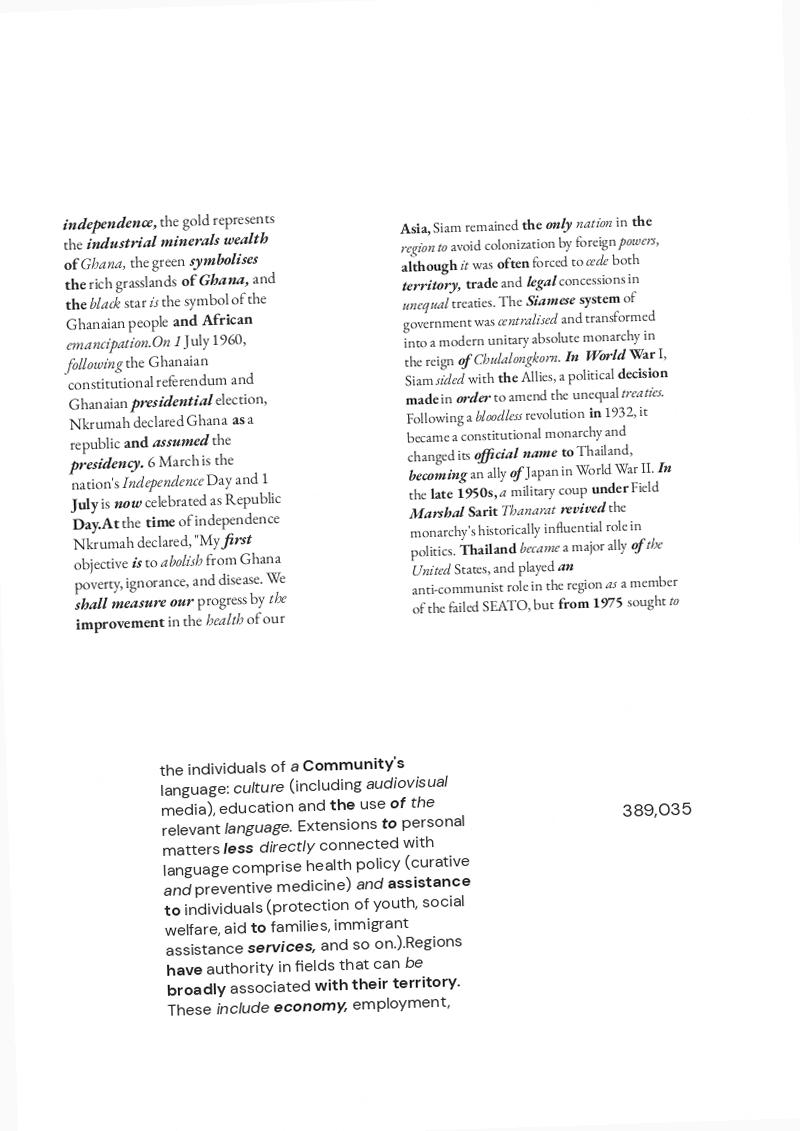 independence, the gold represents
the industrial minerals wealth
of Ghana, the green symbolises
the rich grasslands of Ghana, and
the black star is the symbol of the
Ghanaian people and African
emancipation.On 1 July 1960,
following the Ghanaian
constitutional referendum and
Ghanaian presidential election,
Nkrumah declared Ghana as a
republic and assumed the
presidency. 6 March is the
nation's Independence Day and 1
July is now celebrated as Republic
Day.At the time of independence
Nkrumah declared, "My first
objective is to abolish from Ghana
poverty, ignorance, and disease. We
shall measure our progress by the
improvement in the health of our
Asia, Siam remained the only nation in the
region to avoid colonization by foreign powers,
although it was often forced to cede both
territory, trade and legal concessions in
unequal treaties. The Siamese system of
government was centralised and transformed
into a modern unitary absolute monarchy in
the reign of Chulalongkorn. In World War I,
Siam sided with the Allies, a political decision
made in order to amend the unequal treaties.
Following a bloodless revolution in 1932, it
became a constitutional monarchy and
changed its official name to Thailand,
becoming an ally of Japan in World War II. In
the late 1950s, a military coup under Field
Marshal Sarit Thanarat revived the
monarchy's historically influential role in
politics. Thailand became a major ally of the
United States, and played an
anti-communist role in the region as a member
of the failed SEATO, but from 1975 sought to
the individuals of a Community's
language: culture (including audiovisual
media), education and the use of the
relevant language. Extensions to personal
matters less directly connected with
language comprise health policy (curative
and preventive medicine) and assistance
to individuals (protection of youth, social
welfare, aid to families, immigrant
assistance services, and so on.).Regions
have authority in fields that can be
broadly associated with their territory.
These include economy, employment,
389,035